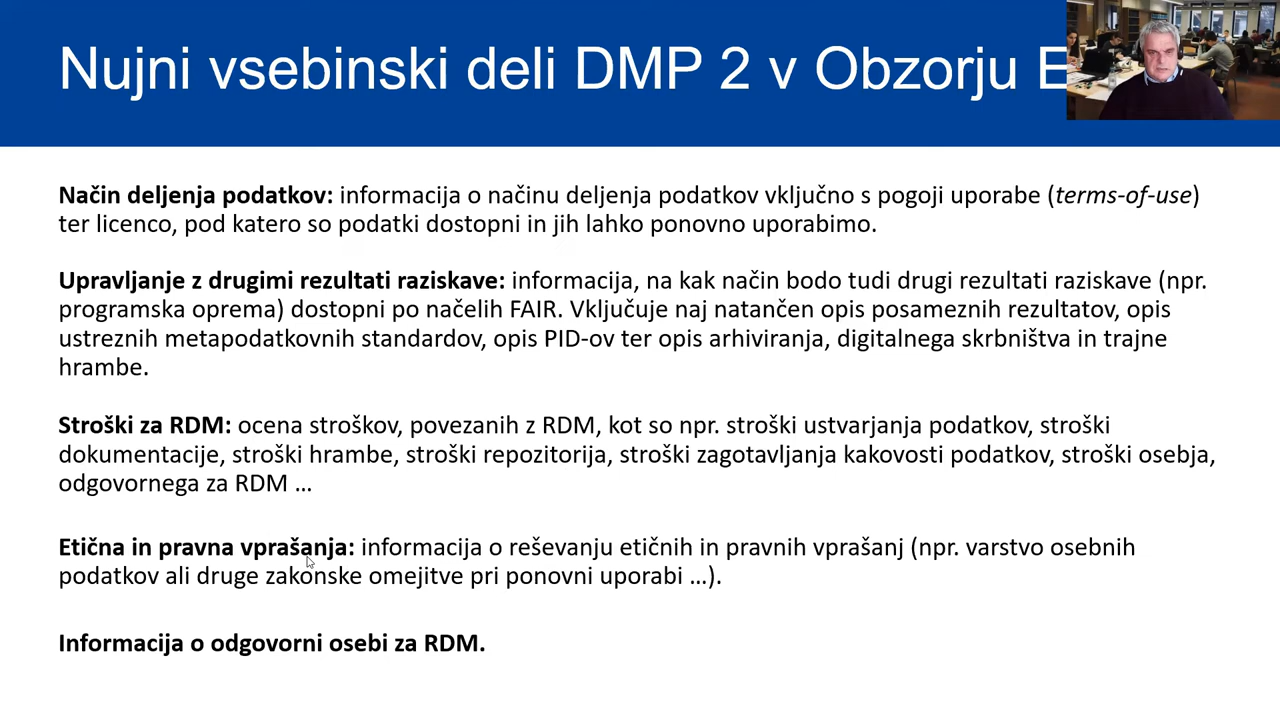 Nujni vsebinski deli DMP 2 v Obzorju E
Način deljenja podatkov: informacija o načinu deljenja podatkov vključno s pogoji uporabe (terms-of-use)
ter licenco, pod katero so podatki dostopni in jih lahko ponovno uporabimo.
Upravljanje z drugimi rezultati raziskave: informacija, na kak način bodo tudi drugi rezultati raziskave (npr.
programska oprema) dostopni po načelih FAIR. Vključuje naj natančen opis posameznih rezultatov, opis
ustreznih metapodatkovnih standardov, opis PID-ov ter opis arhiviranja, digitalnega skrbništva in trajne
hrambe.
Stroški za RDM: ocena stroškov, povezanih z RDM, kot so npr. stroški ustvarjanja podatkov, stroški
dokumentacije, stroški hrambe, stroški repozitorija, stroški zagotavljanja kakovosti podatkov, stroški osebja,
odgovornega za RDM …
Etična in pravna vprašanja: informacija o reševanju etičnih in pravnih vprašanj (npr. varstvo osebnih
podatkov ali druge zakonske omejitve pri ponovni uporabi …).
Informacija o odgovorni osebi za RDM.